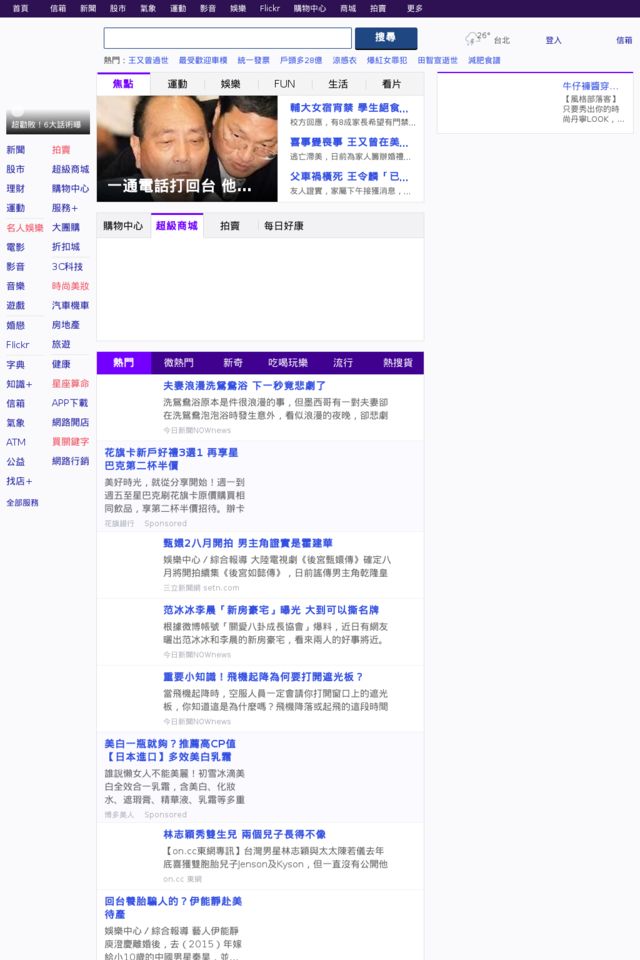 首頁 信箱 新聞 股市 氣象 運動 影音 娛樂 Flickr 購物中心 商城 拍賣 更多
搜尋
26° 台北 登入 信箱
熱門: 王又曾過世 最受歡迎車模 統一發票 戶頭多28億 涼感衣 爆紅女罪犯 田智宣逝世 減肥食譜
超勸敗！6大話術曝
新聞 拍賣
股市 超級商城
理財 購物中心
運動 服務+
名人娛樂 大團購
電影 折扣城
影音 3C科技
音樂 時尚美妝
遊戲 汽車機車
婚戀 房地產
Flickr 旅遊
字典 健康
知識+ 星座算命
信箱 APP下載
氣象 網路開店
ATM 買關鍵字
公益 網路行銷
找店+
全部服務
焦點 運動 娛樂 FUN 生活 看片
一通電話打回台 他...
輔大女宿宵禁 學生絕食...
校方回應，有8成家長希望有門禁...
喜事變喪事 王又曾在美...
逃亡滯美，日前為家人籌辦婚禮...
父車禍橫死 王令麟「已...
友人證實，家屬下午接獲消息，...
購物中心 超級商城 拍賣 每日好康
熱門 微熱門 新奇 吃喝玩樂 流行 熱搜貨
夫妻浪漫洗鴛鴦浴 下一秒竟悲劇了
洗鴛鴦浴原本是件很浪漫的事，但墨西哥有一對夫妻卻
在洗鴛鴦泡泡浴時發生意外，看似浪漫的夜晚，卻悲劇
今日新聞NOWnews
花旗卡新戶好禮3選1 再享星
巴克第二杯半價
美好時光，就從分享開始！週一到
週五至星巴克刷花旗卡原價購買相
同飲品，享第二杯半價招待。辦卡
花旗銀行 Sponsored
甄嬛2八月開拍 男主角證實是霍建華
娛樂中心／綜合報導 大陸電視劇《後宮甄嬛傳》確定八
月將開拍續集《後宮如懿傳》，日前謠傳男主角乾隆皇
三立新聞網 setn.com
范冰冰李晨「新房豪宅」曝光 大到可以撕名牌
根據微博帳號「關愛八卦成長協會」爆料，近日有網友
曬出范冰冰和李晨的新房豪宅，看來兩人的好事將近。
今日新聞NOWnews
重要小知識！飛機起降為何要打開遮光板？
當飛機起降時，空服人員一定會請你打開窗口上的遮光
板，你知道這是為什麼嗎？飛機降落或起飛的這段時間
今日新聞NOWnews
美白一瓶就夠？推薦高CP值
【日本進口】多效美白乳霜
誰說懶女人不能美麗！初雪冰滴美
白全效合一乳霜，含美白、化妝
水、遮瑕膏、精華液、乳霜等多重
博多美人 Sponsored
林志穎秀雙生兒 兩個兒子長得不像
【on.cc東網專訊】台灣男星林志穎與太太陳若儀去年
底喜獲雙胞胎兒子Jenson及Kyson，但一直沒有公開他
on.cc 東網
回台養胎騙人的？伊能靜赴美
待產
娛樂中心／綜合報導 藝人伊能靜
庾澄慶離婚後，去（2015）年嫁
給小10歲的中國男星秦昊，並...
牛仔褲醬穿...
【風格部落客】
只要秀出你的時
尚丹寧LOOK，...